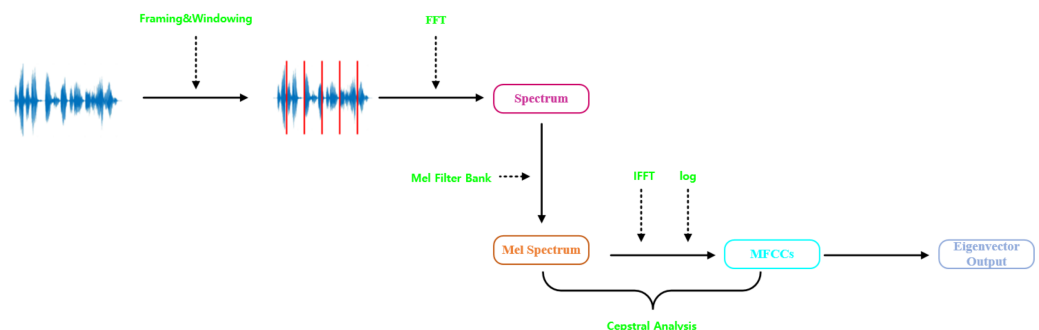 Framing&Windowing
FFT
Spectrum
Mel Filter Bank
IFFT
log
Mel Spectrum
MFCCs
Eigenvector
Output
Cepstral Analysis